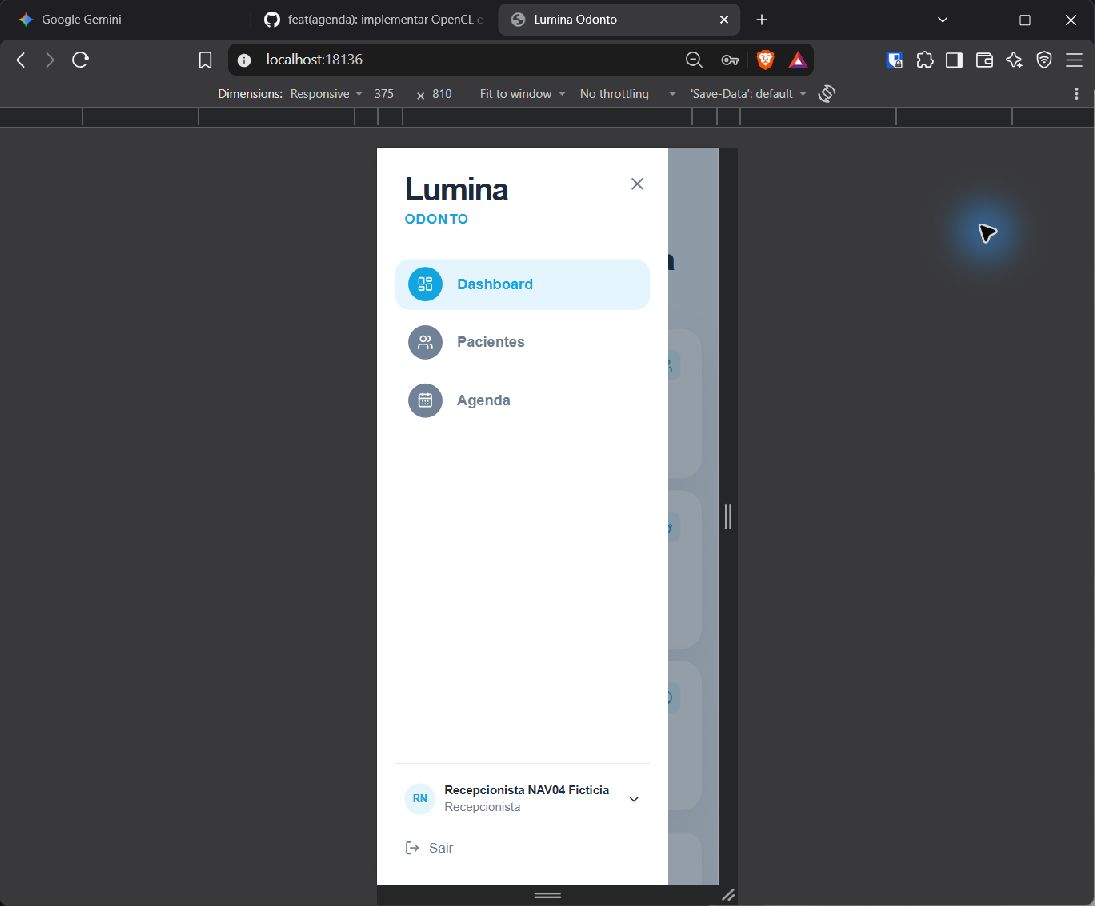 Google Gemini
feat(agenda): implementar OpenCL
Lumina Odonto
localhost:18136
Dimensions: Responsive 375 x 810 Fit to window No throttling 'Save-Data': default
Lumina
ODONTO
Dashboard
Pacientes
Agenda
RN
Recepcionista NAV04 Ficticia
Recepcionista
Sair